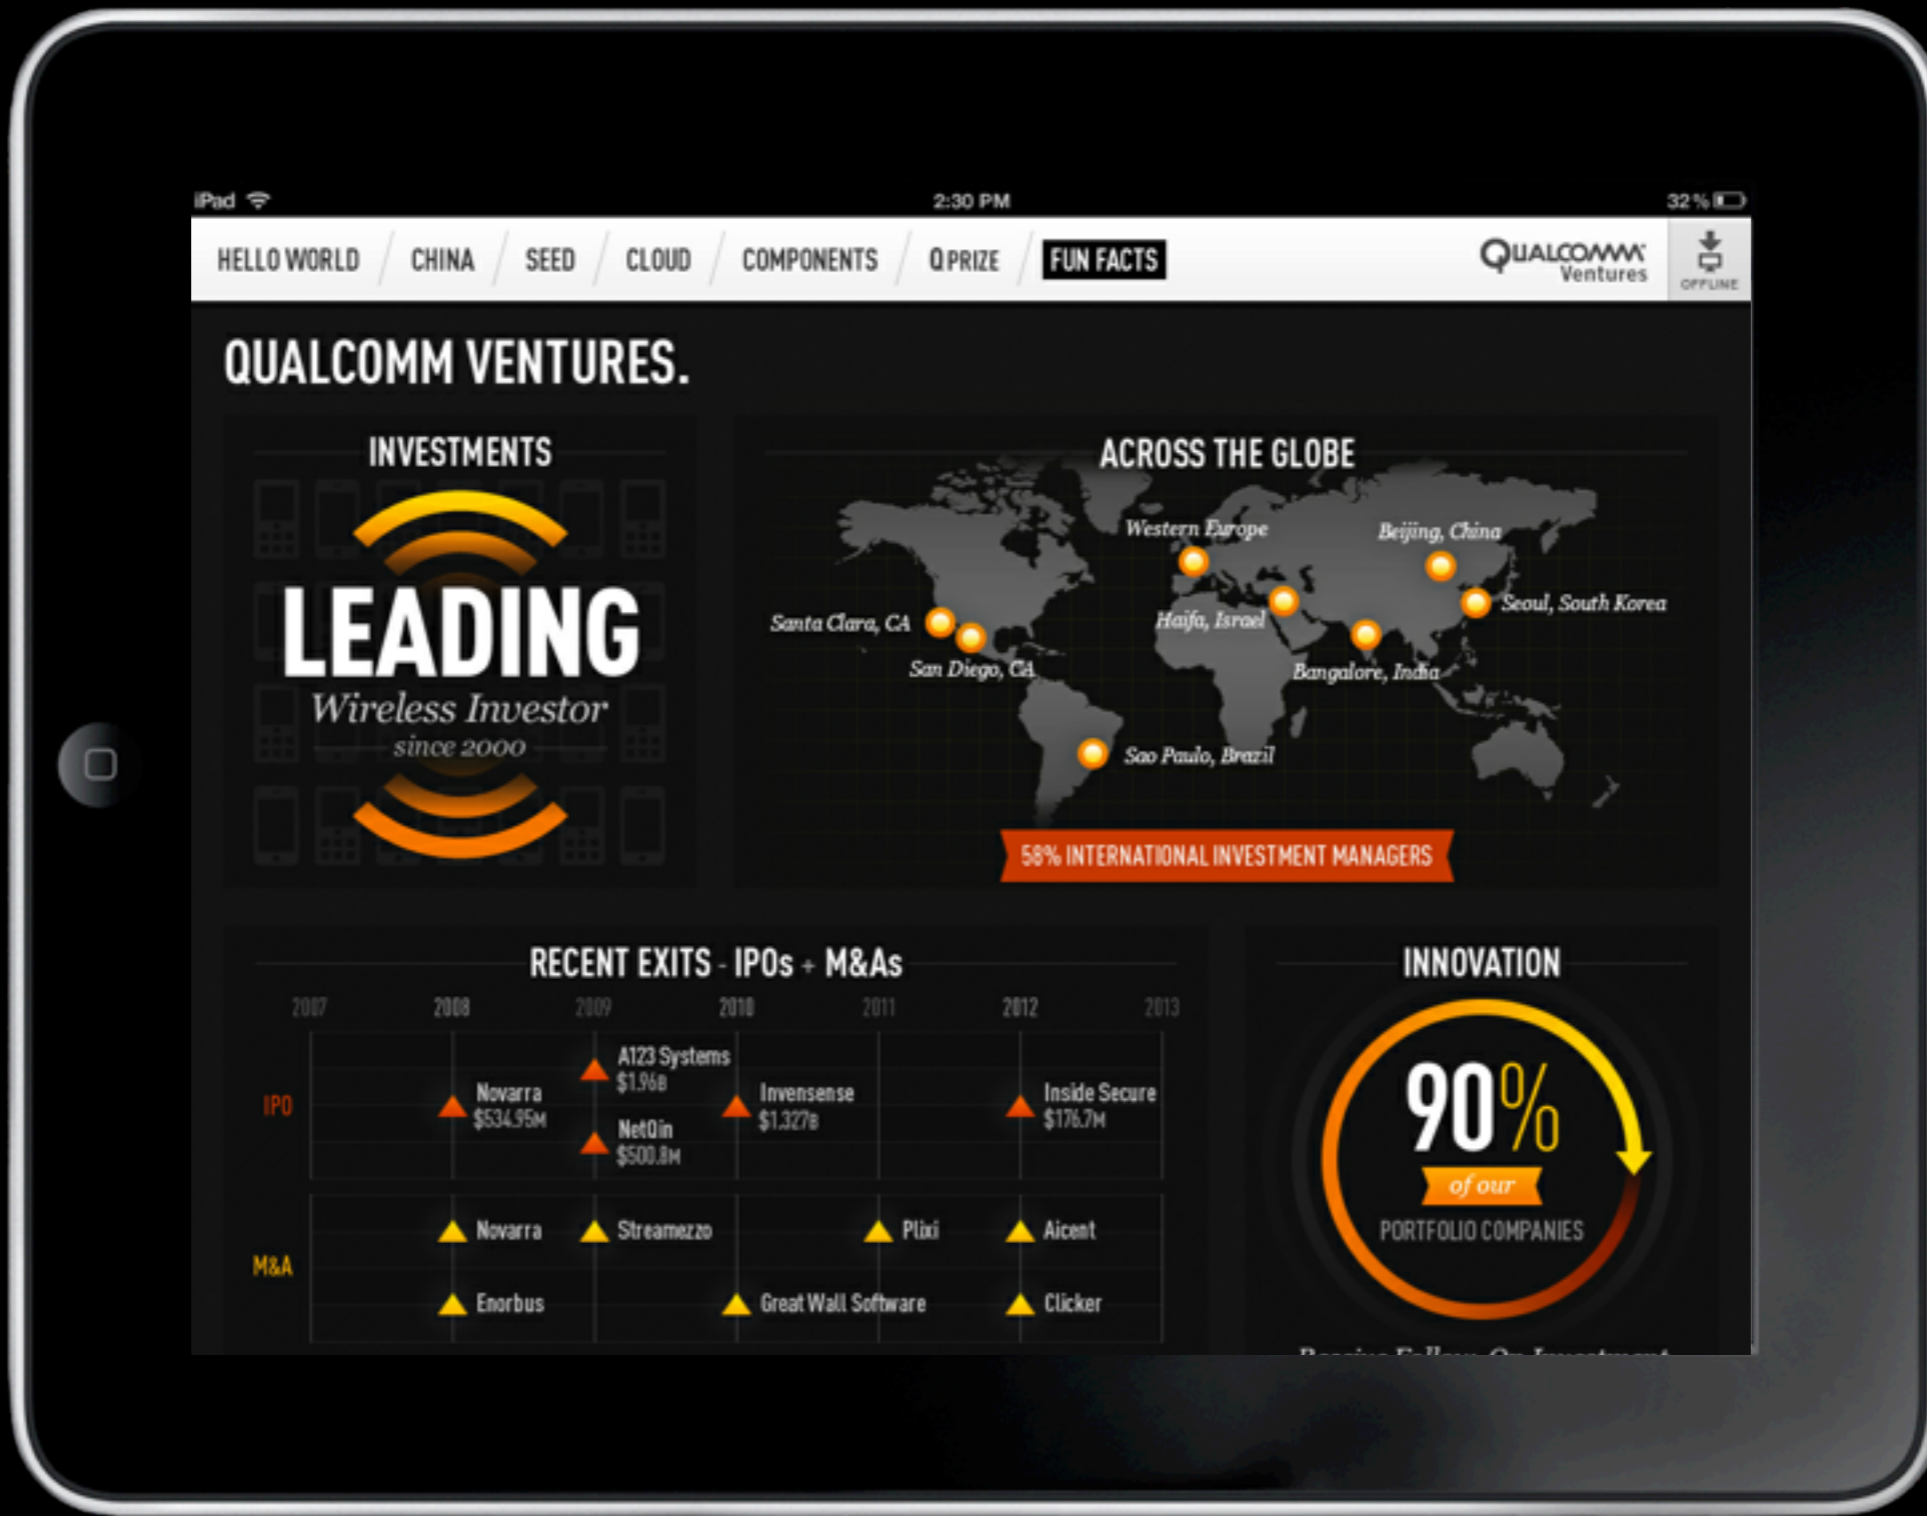 iPad
2:30 PM
32%
HELLO WORLD
CHINA
SEED
CLOUD
COMPONENTS
Q PRIZE
FUN FACTS
QUALCOMM
Ventures
OFFLINE
QUALCOMM VENTURES.
INVESTMENTS
LEADING
Wireless Investor
since 2000
ACROSS THE GLOBE
Western Europe
Beijing, China
Santa Clara, CA
Haifa, Israel
Seoul, South Korea
San Diego, CA
Bangalore, India
Sao Paulo, Brazil
58% INTERNATIONAL INVESTMENT MANAGERS
RECENT EXITS - IPOs + M&As
2007 2008 2009 2010 2011 2012 2013
IPO
Novarra
$534.95M
A123 Systems
$1.96B
NetQin
$500.8M
Invensense
$1.327B
Inside Secure
$176.7M
M&A
Novarra
Streamezzo
Plixi
Aicent
Enorbus
Great Wall Software
Clicker
INNOVATION
90%
of our
PORTFOLIO COMPANIES